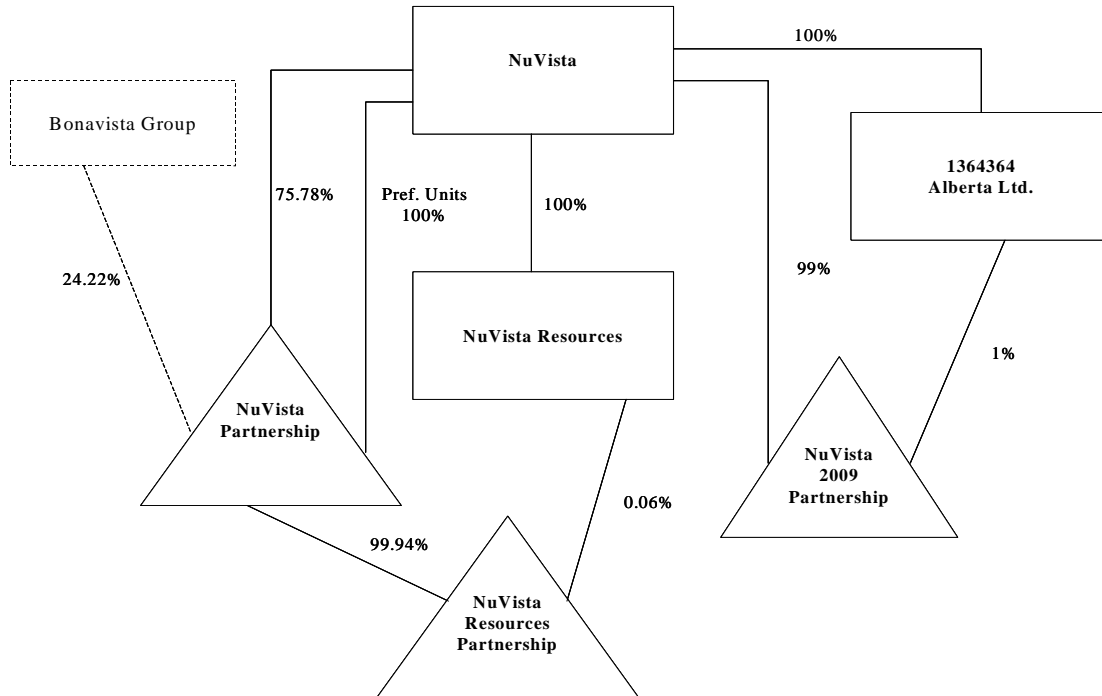 NuVista
100%
Bonavista Group
1364364
Alberta Ltd.
75.78%
Pref. Units
100%
100%
24.22%
99%
NuVista Resources
1%
NuVista
Partnership
NuVista
2009
Partnership
0.06%
99.94%
NuVista
Resources
Partnership